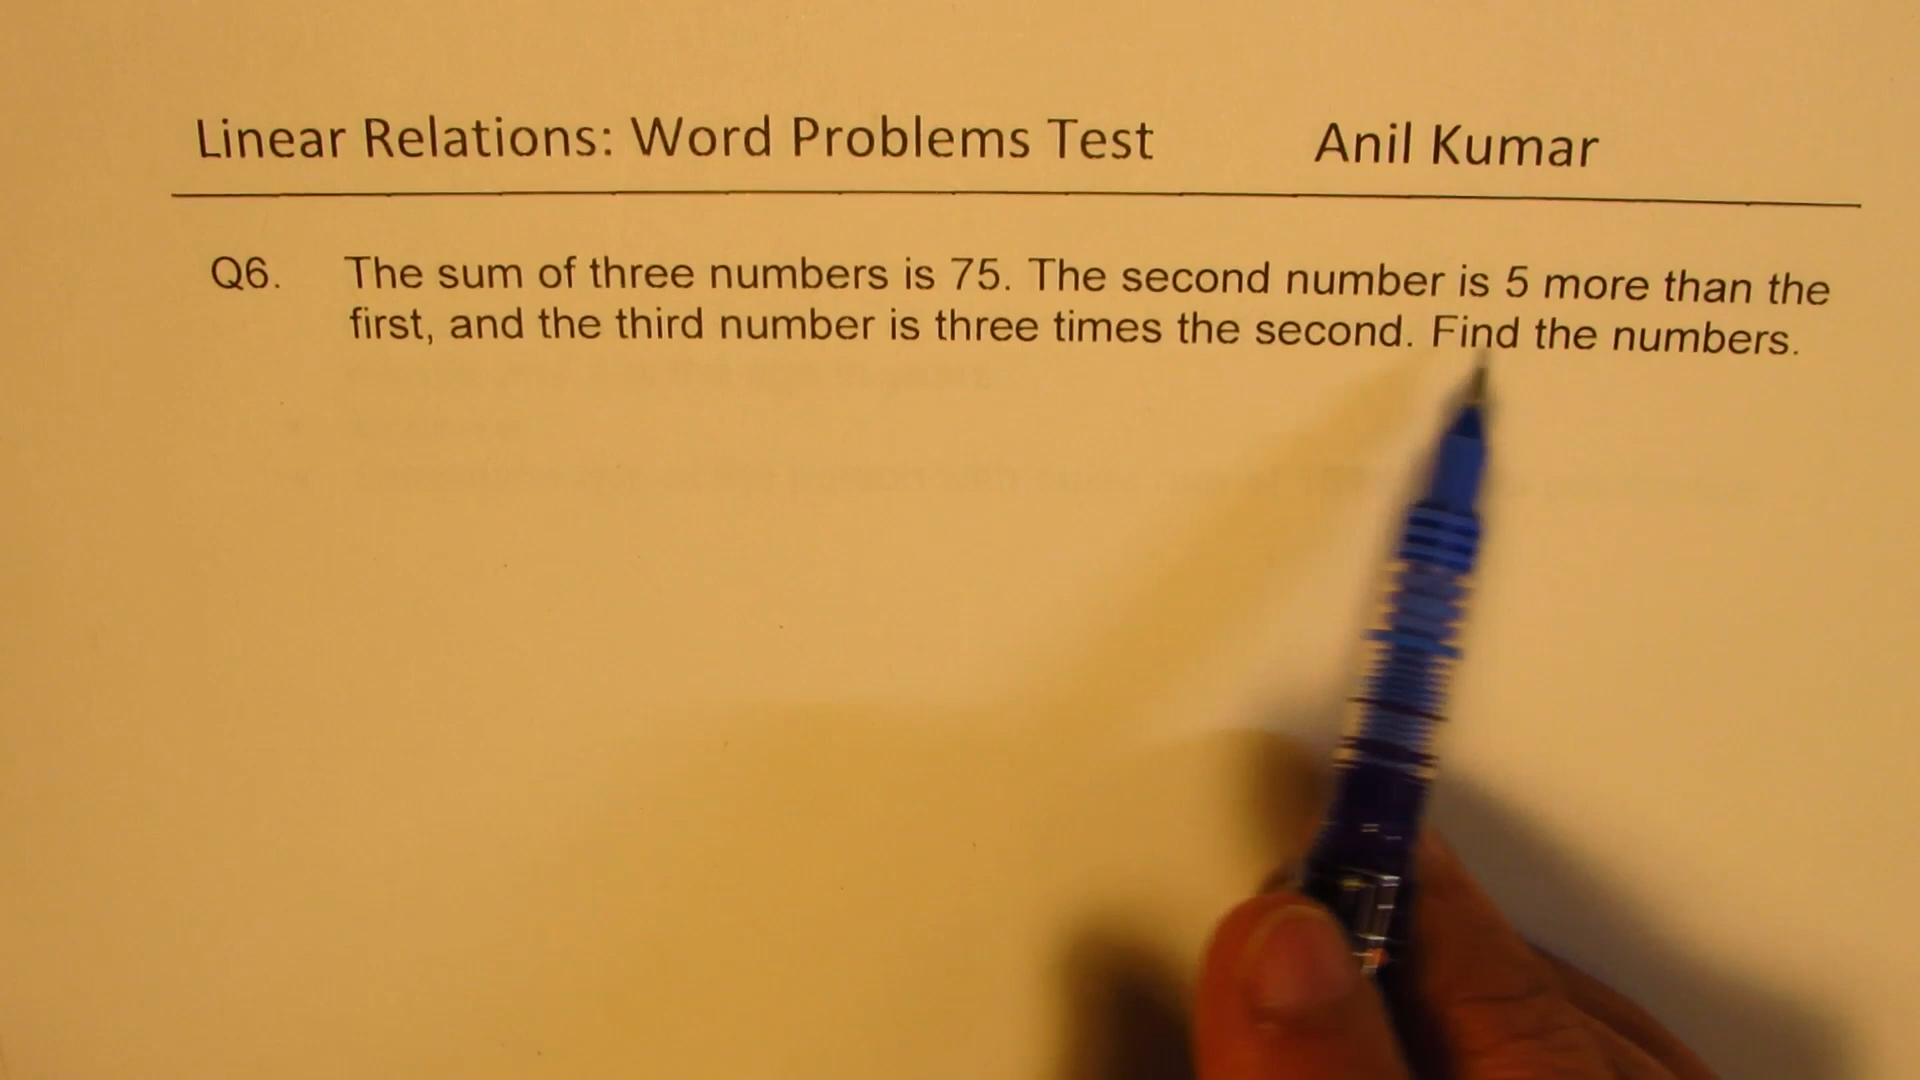 Linear Relations: Word Problems Test Anil Kumar
Q6. The sum of three numbers is 75. The second number is 5 more than the
first, and the third number is three times the second. Find the numbers.